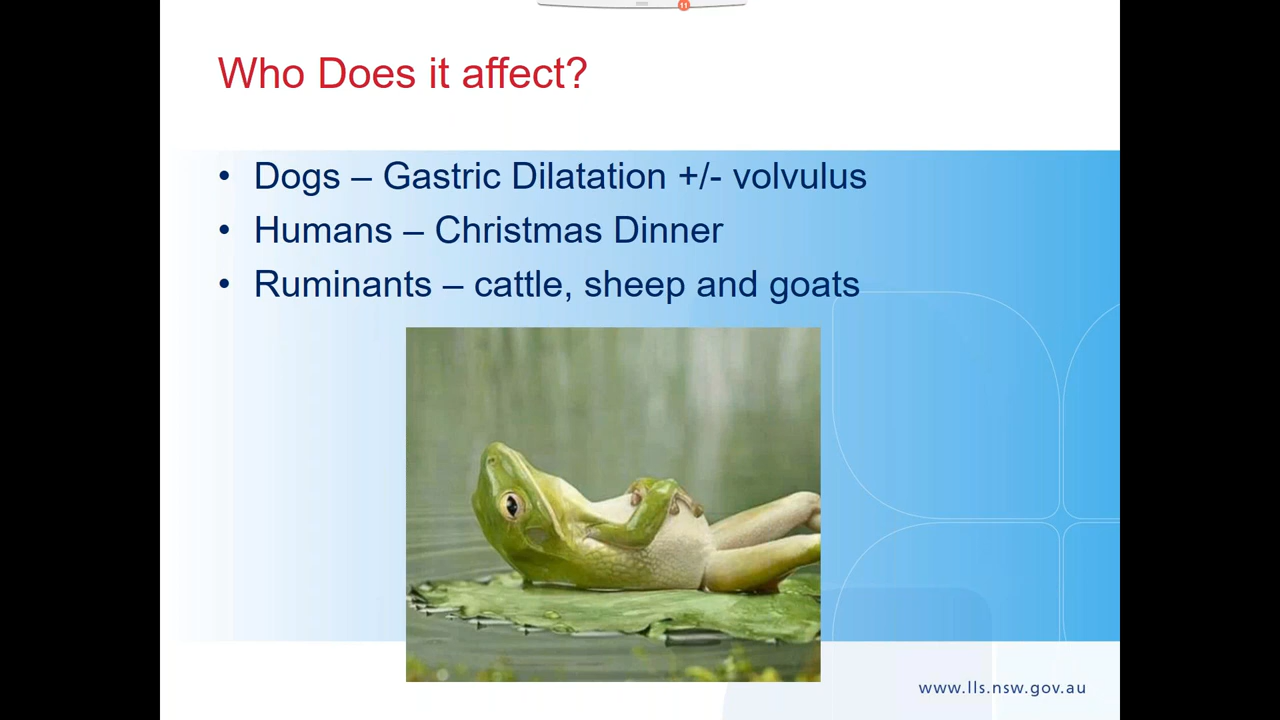 11
Who Does it affect?
• Dogs – Gastric Dilatation +/- volvulus
• Humans – Christmas Dinner
• Ruminants – cattle, sheep and goats
www.lls.nsw.gov.au